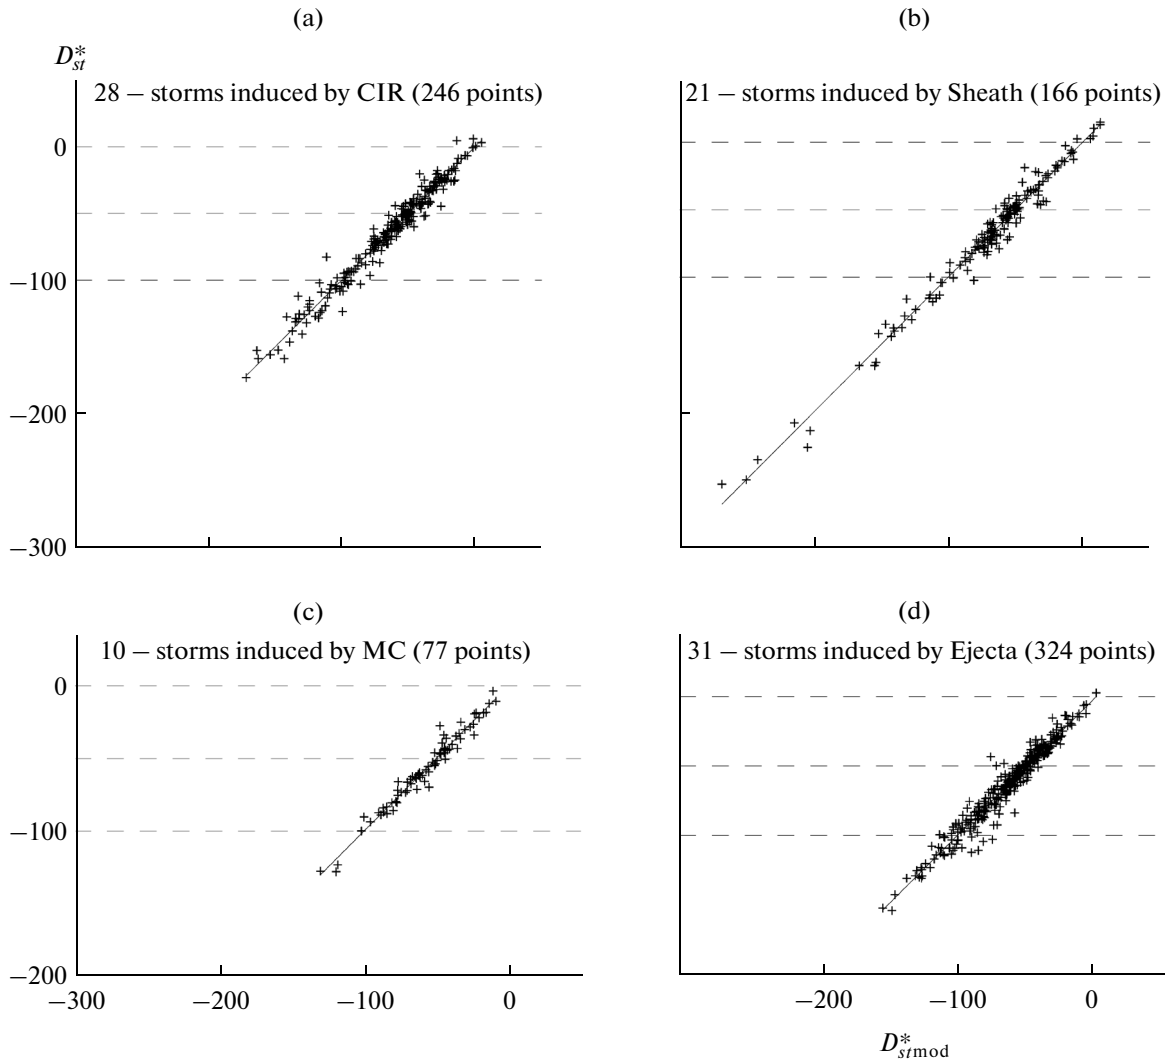 (a)
(b)
D*st
28 – storms induced by CIR (246 points)
21 – storms induced by Sheath (166 points)
0
−100
−200
−300
(c)
(d)
10 – storms induced by MC (77 points)
31 – storms induced by Ejecta (324 points)
0
−100
−200
−300 −200 −100 0
−200 −100 0
D*stmod